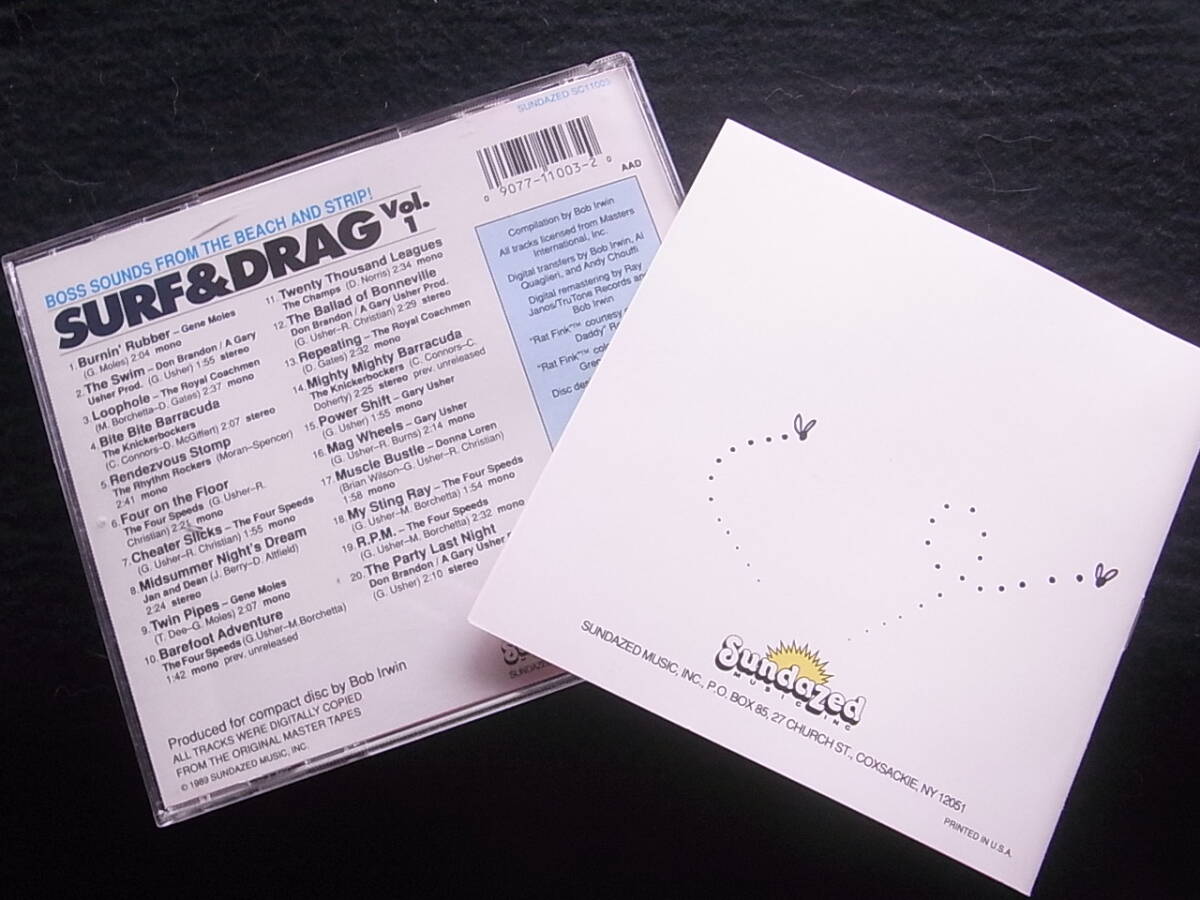 SUNDAZED SC11003
0 9077-11003-2 0
AAD
BOSS SOUNDS FROM THE BEACH AND STRIP!
SURF&DRAG Vol. 1
1. Burnin' Rubber – Gene Moles
(G. Moles) 2:04 mono
2. The Swim – Don Brandon / A Gary
Usher Prod. (G. Usher) 1:55 stereo
3. Loophole – The Royal Coachmen
(M. Borchetta–D. Gates) 2:37 mono
4. Bite Bite Barracuda
The Knickerbockers
(C. Connors–D. McGiffert) 2:07 stereo
5. Rendezvous Stomp
The Rhythm Rockers (Moran–Spencer)
2:41 mono
6. Four on the Floor
The Four Speeds (G. Usher–R.
Christian) 2:21 mono
7. Cheater Slicks – The Four Speeds
(G. Usher–R. Christian) 1:55 mono
8. Midsummer Night's Dream
Jan and Dean (J. Berry–D. Altfield)
2:24 stereo
9. Twin Pipes – Gene Moles
(T. Dee–G. Moles) 2:07 mono
10. Barefoot Adventure
The Four Speeds (G. Usher–M. Borchetta)
1:42 mono prev. unreleased
11. Twenty Thousand Leagues
The Champs (D. Norris) 2:34 mono
12. The Ballad of Bonneville
Don Brandon / A Gary Usher Prod.
(G. Usher–R. Christian) 2:29 stereo
13. Repeating – The Royal Coachmen
(D. Gates) 2:32 mono
14. Mighty Mighty Barracuda
The Knickerbockers (C. Connors–C.
Doherty) 2:25 stereo prev. unreleased
15. Power Shift – Gary Usher
(G. Usher) 1:55 mono
16. Mag Wheels – Gary Usher
(G. Usher–R. Burns) 2:14 mono
17. Muscle Bustle – Donna Loren
(Brian Wilson–G. Usher–R. Christian)
1:58 mono
18. My Sting Ray – The Four Speeds
(G. Usher–M. Borchetta) 1:54 mono
19. R.P.M. – The Four Speeds
(G. Usher–M. Borchetta) 2:32 mono
20. The Party Last Night
Don Brandon / A Gary Usher
(G. Usher) 2:10 stereo
Compilation by Bob Irwin
All tracks licensed from Masters
International, Inc.
Digital transfers by Bob Irwin, Al
Quaglieri, and Andy Choutfi
Digital remastering by Ray
Janos/TruTone Records and
Bob Irwin
"Rat Fink"™ courtesy
Daddy"
"Rat Fink"™
Disc
Produced for compact disc by Bob Irwin
ALL TRACKS WERE DIGITALLY COPIED
FROM THE ORIGINAL MASTER TAPES
© 1989 SUNDAZED MUSIC, INC.
Sundazed
MUSIC, INC.
SUNDAZED MUSIC, INC., P.O. BOX 85, 27 CHURCH ST., COXSACKIE, NY 12051
PRINTED IN U.S.A.